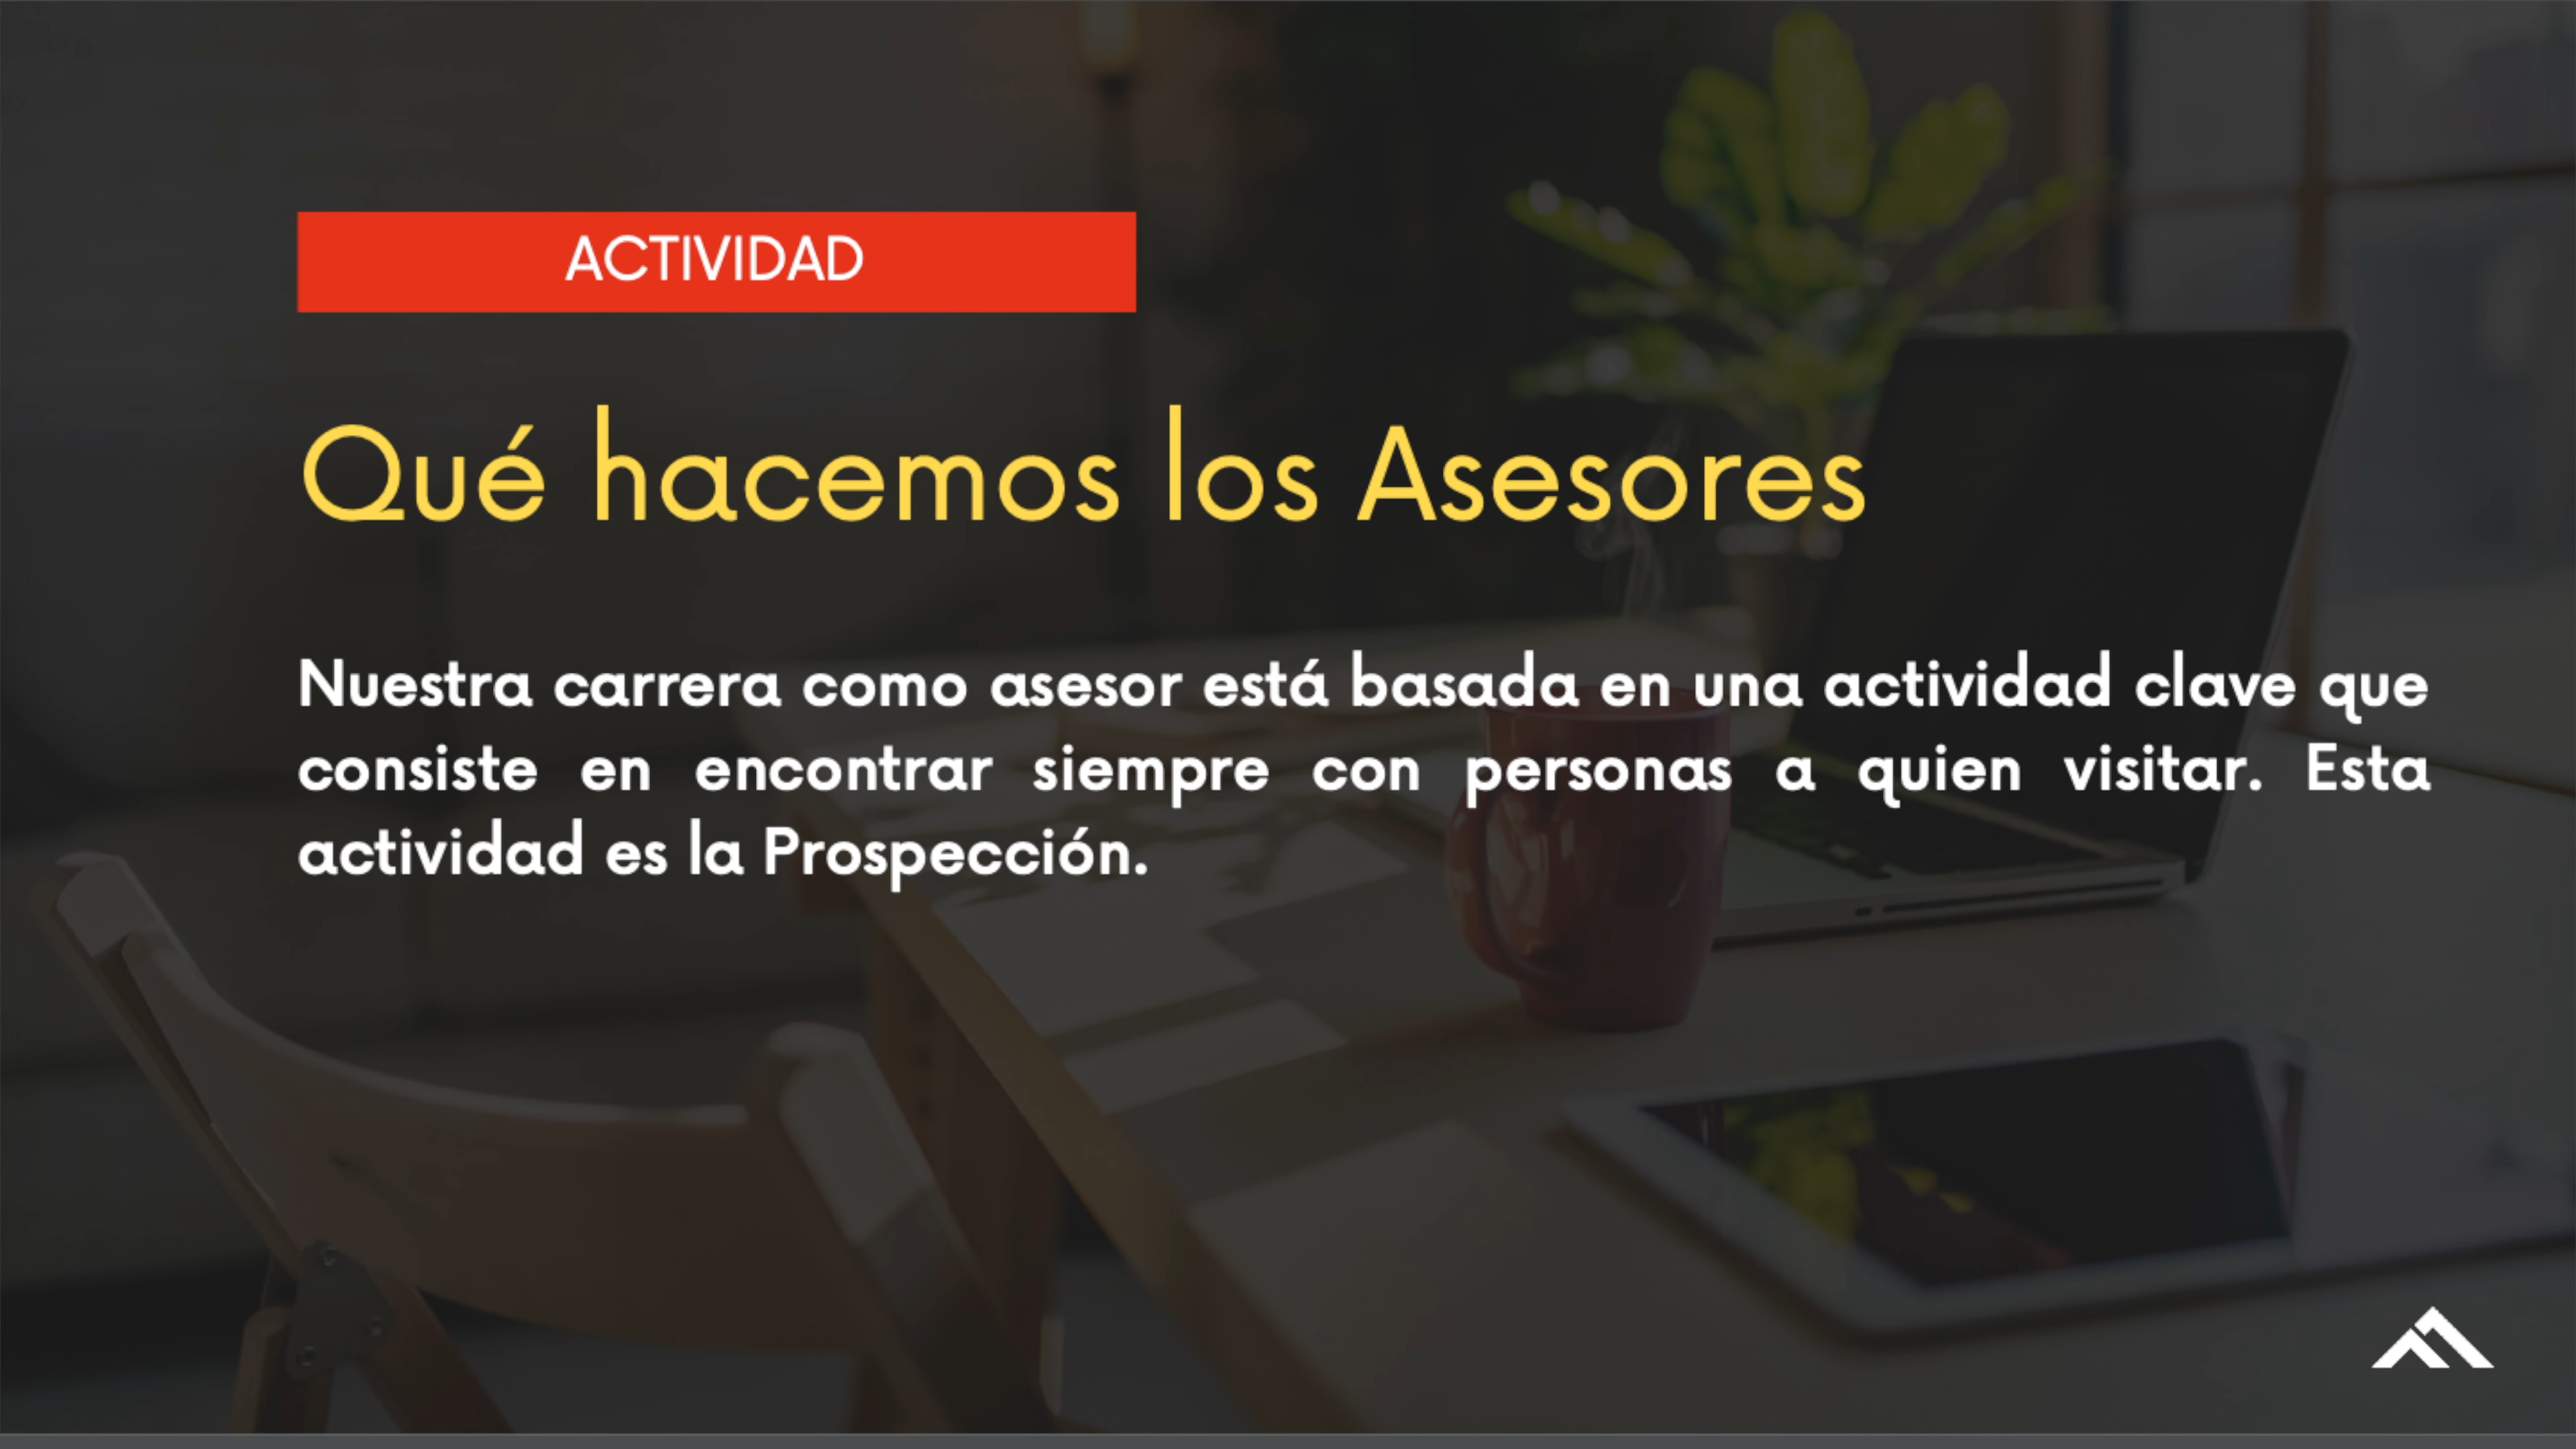 ACTIVIDAD
Qué hacemos los Asesores
Nuestra carrera como asesor está basada en una actividad clave que
consiste en encontrar siempre con personas a quien visitar. Esta
actividad es la Prospección.